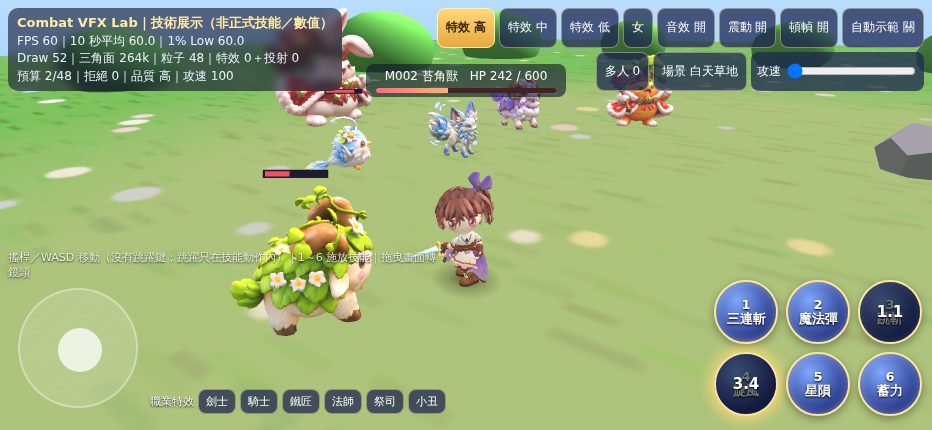 Combat VFX Lab｜技術展示（非正式技能／數值）
FPS 60｜10 秒平均 60.0｜1% Low 60.0
Draw 52｜三角面 264k｜粒子 48｜特效 0＋投射 0
預算 2/48｜拒絕 0｜品質 高｜攻速 100
特效 高
特效 中
特效 低
女
音效 開
震動 開
頓幀 開
自動示範 關
M002 苔角獸 HP 242 / 600
多人 0
場景 白天草地
攻速
搖桿／WASD 移動（沒有跳躍鍵；跳躍只在技能動作內）｜1～6 施放技能｜拖曳畫面轉
鏡頭
1
三連斬
2
魔法彈
3
跳斬
1.1
4
旋風
3.4
5
星隕
6
蓄力
職業特效
劍士
騎士
鐵匠
法師
祭司
小丑